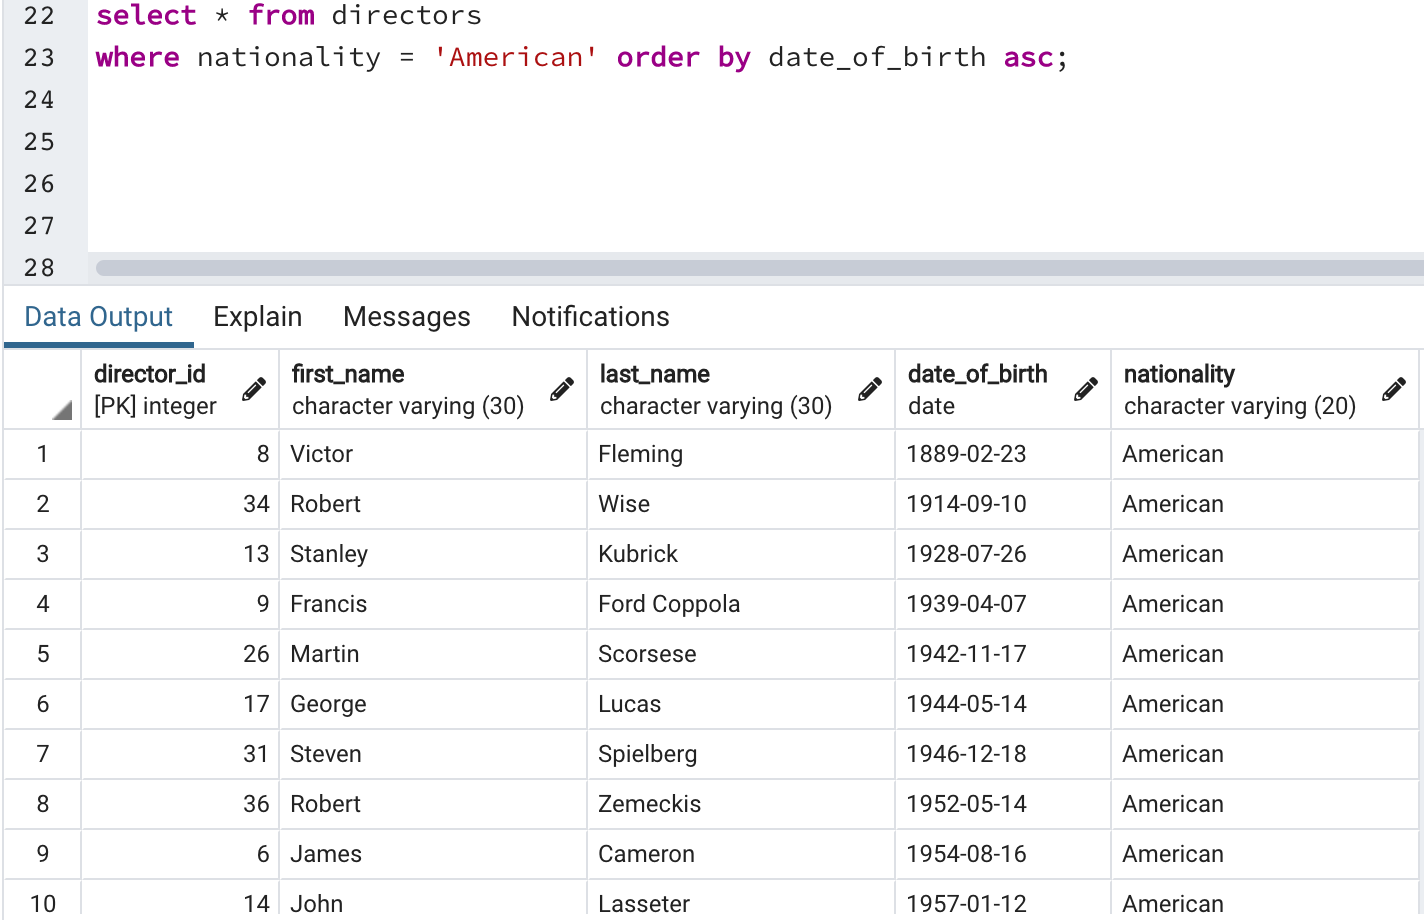 22 select * from directors
23 where nationality = 'American' order by date_of_birth asc;
24
25
26
27
28
Data Output Explain Messages Notifications
director_id first_name last_name date_of_birth nationality
[PK] integer character varying (30) character varying (30) date character varying (20)
1 8 Victor Fleming 1889-02-23 American
2 34 Robert Wise 1914-09-10 American
3 13 Stanley Kubrick 1928-07-26 American
4 9 Francis Ford Coppola 1939-04-07 American
5 26 Martin Scorsese 1942-11-17 American
6 17 George Lucas 1944-05-14 American
7 31 Steven Spielberg 1946-12-18 American
8 36 Robert Zemeckis 1952-05-14 American
9 6 James Cameron 1954-08-16 American
10 14 John Lasseter 1957-01-12 American